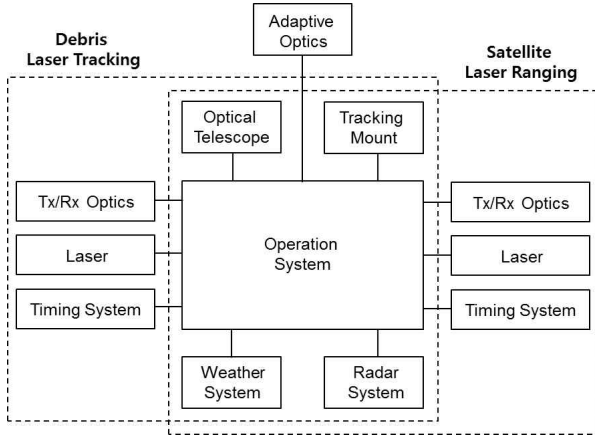 Adaptive
Optics
Debris
Laser Tracking
Satellite
Laser Ranging
Optical
Telescope
Tracking
Mount
Tx/Rx Optics
Laser
Timing System
Operation
System
Tx/Rx Optics
Laser
Timing System
Weather
System
Radar
System